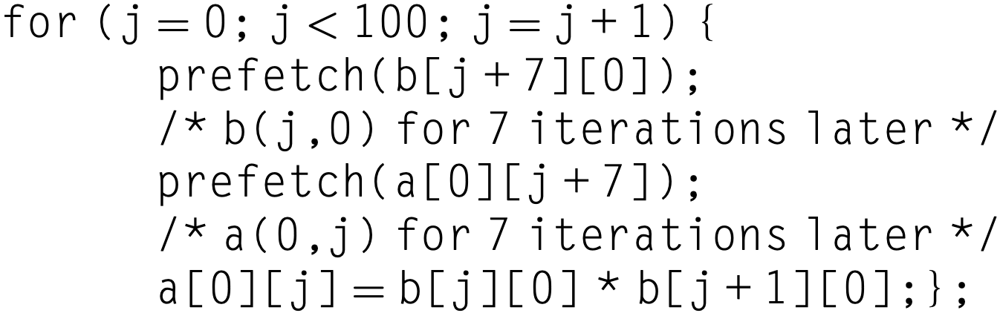 for (j = 0; j < 100; j = j + 1) {
prefetch(b[j + 7][0]);
/* b(j,0) for 7 iterations later */
prefetch(a[0][j + 7]);
/* a(0,j) for 7 iterations later */
a[0][j] = b[j][0] * b[j + 1][0];};